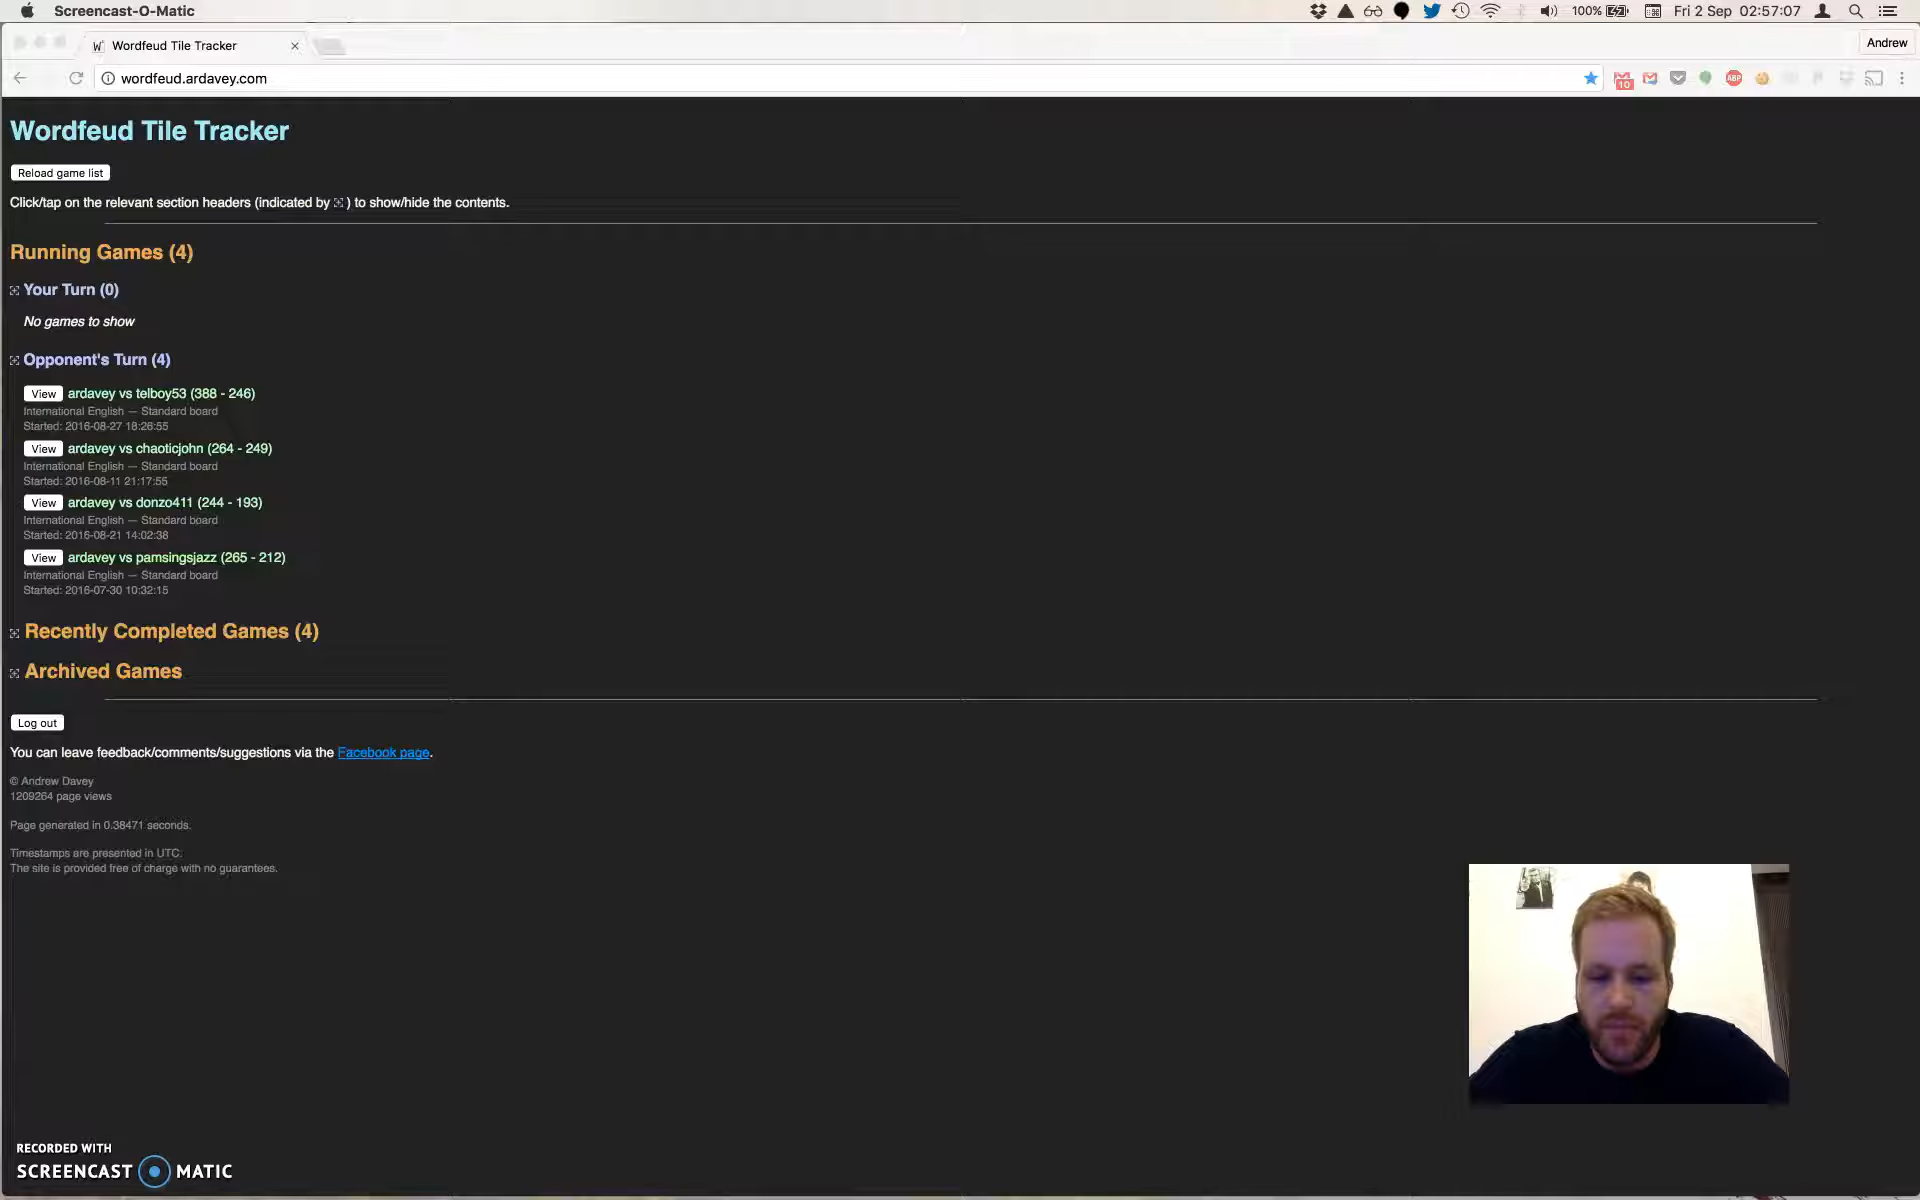 Screencast-O-Matic
100%
Fri 2 Sep 02:57:07
Wordfeud Tile Tracker
Andrew
wordfeud.ardavey.com
10
ABP
Wordfeud Tile Tracker
Reload game list
Click/tap on the relevant section headers (indicated by ) to show/hide the contents.
Running Games (4)
Your Turn (0)
No games to show
Opponent's Turn (4)
View ardavey vs telboy53 (388 - 246)
International English — Standard board
Started: 2016-08-27 18:26:55
View ardavey vs chaoticjohn (264 - 249)
International English — Standard board
Started: 2016-08-11 21:17:55
View ardavey vs donzo411 (244 - 193)
International English — Standard board
Started: 2016-08-21 14:02:38
View ardavey vs pamsingsjazz (265 - 212)
International English — Standard board
Started: 2016-07-30 10:32:15
Recently Completed Games (4)
Archived Games
Log out
You can leave feedback/comments/suggestions via the Facebook page.
© Andrew Davey
1209264 page views
Page generated in 0.38471 seconds.
Timestamps are presented in UTC.
The site is provided free of charge with no guarantees.
RECORDED WITH
SCREENCAST MATIC